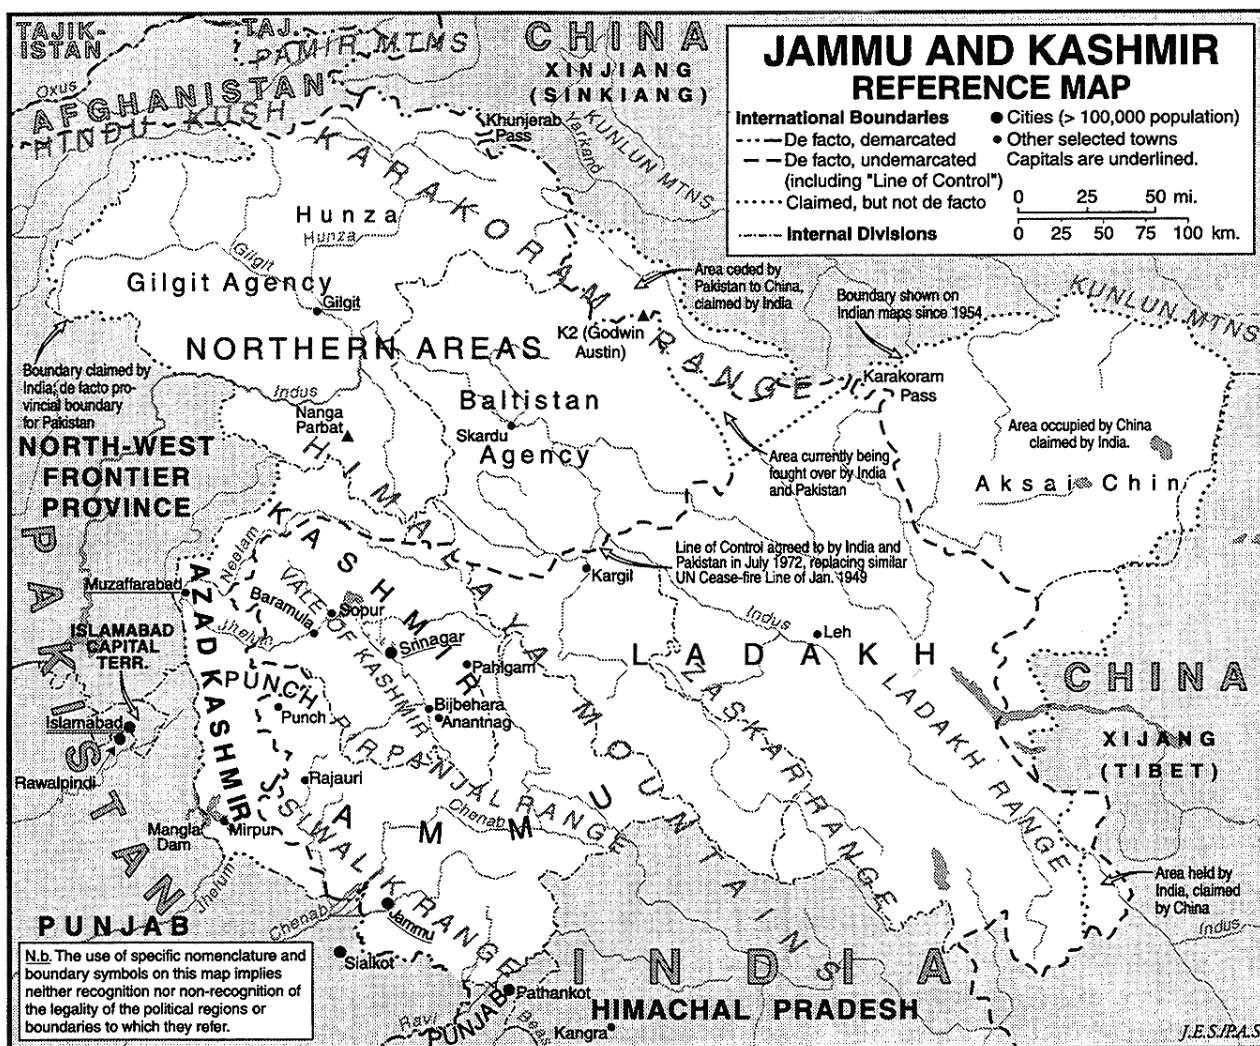 JAMMU AND KASHMIR
REFERENCE MAP
International Boundaries
De facto, demarcated
De facto, undemarcated
(including "Line of Control")
Claimed, but not de facto
Internal Divisions
Cities (> 100,000 population)
Other selected towns
Capitals are underlined.
0 25 50 mi.
0 25 50 75 100 km.
TAJIK-
ISTAN
TAJ.
PAMIR MTNS
Oxus
AFGHANISTAN
HINDU KUSH
CHINA
XINJIANG
(SINKIANG)
Khunjerab
Pass
Yarkand
KUNLUN MTNS
KARAKORAM RANGE
Hunza
Hunza
Gilgit
Gilgit Agency
Gilgit
NORTHERN AREAS
Area ceded by
Pakistan to China,
claimed by India
K2 (Godwin
Austin)
Boundary shown on
Indian maps since 1954
KUNLUN MTNS
Karakoram
Pass
Boundary claimed by
India; de facto pro-
vincial boundary
for Pakistan
Indus
Nanga
Parbat
Baltistan
Skardu
Agency
Area currently being
fought over by India
and Pakistan
Area occupied by China
claimed by India.
Aksai Chin
NORTH-WEST
FRONTIER
PROVINCE
PAKISTAN
HIMALAYA MOUNTAINS
KASHMIR
Neelam
Line of Control agreed to by India and
Pakistan in July 1972, replacing similar
UN Cease-fire Line of Jan. 1949
Kargil
Muzaffarabad
AZAD KASHMIR
VALE OF KASHMIR
Baramula
Sopur
Jhelum
Srinagar
Pahlgam
Indus
Leh
LADAKH
ISLAMABAD
CAPITAL
TERR.
PUNCH
Punch
Bijbehara
Anantnag
ZASKAR RANGE
LADAKH RANGE
CHINA
XIJANG
(TIBET)
Islamabad
Rawalpindi
PIR PANJAL RANGE
Rajauri
JAMMU
Chenab
Mangla
Dam
Mirpur
SIWALIK RANGE
Jhelum
PUNJAB
Chenab
Jammu
Sialkot
Area held by
India, claimed
by China
Indus
INDIA
HIMACHAL PRADESH
Pathankot
Ravi
PUNJAB
Beas
Kangra
N.b. The use of specific nomenclature and
boundary symbols on this map implies
neither recognition nor non-recognition of
the legality of the political regions or
boundaries to which they refer.
J.E.S./P.A.S.